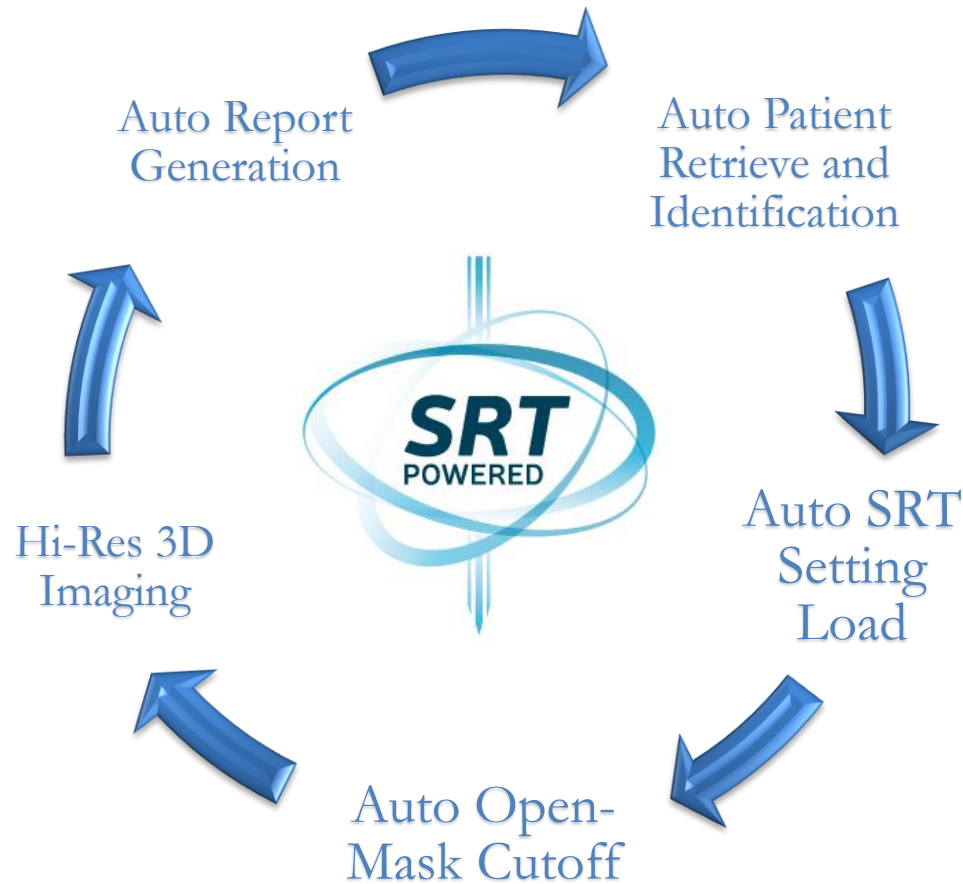 Auto Report
Generation
Auto Patient
Retrieve and
Identification
SRT
POWERED
Auto SRT
Setting
Load
Hi-Res 3D
Imaging
Auto Open-
Mask Cutoff